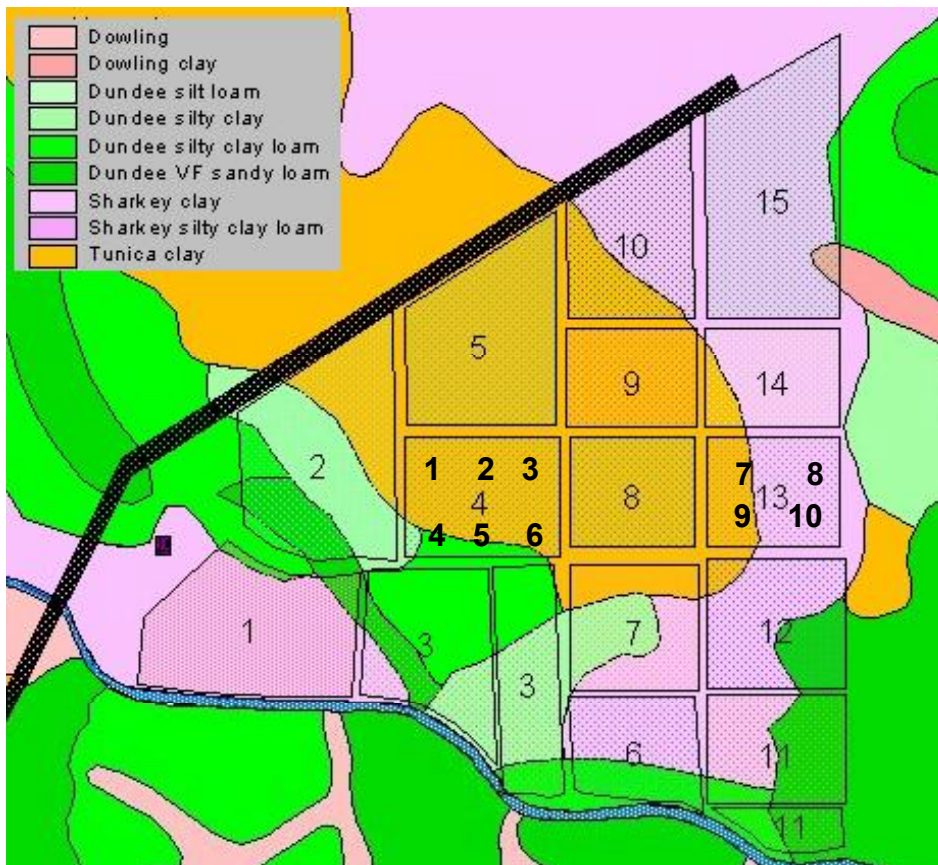 Dowling
Dowling clay
Dundee silt loam
Dundee silty clay
Dundee silty clay loam
Dundee VF sandy loam
Sharkey clay
Sharkey silty clay loam
Tunica clay
15
10
5
9
14
2
1 2 3
4
4 5 6
8
7 8
13
9 10
1
3
3
7
12
6
11
11